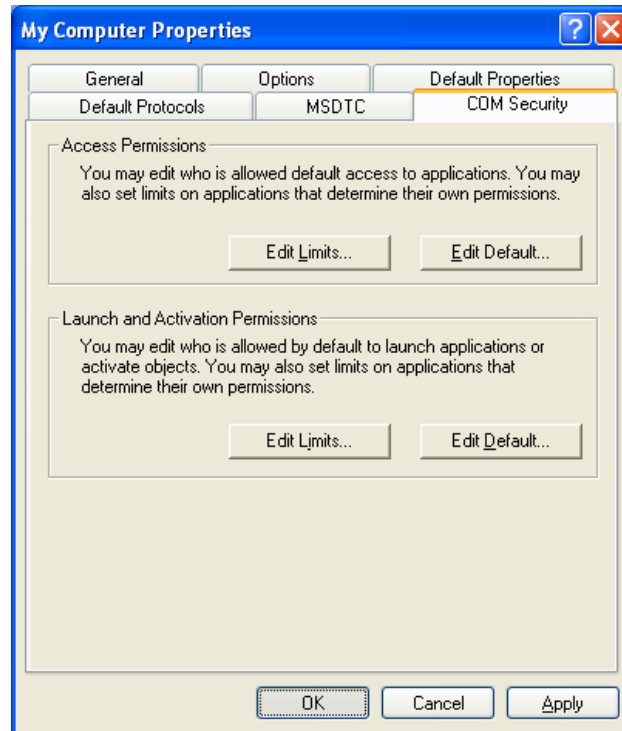 My Computer Properties
General Options Default Properties
Default Protocols MSDTC COM Security
Access Permissions
You may edit who is allowed default access to applications. You may
also set limits on applications that determine their own permissions.
Edit Limits... Edit Default...
Launch and Activation Permissions
You may edit who is allowed by default to launch applications or
activate objects. You may also set limits on applications that
determine their own permissions.
Edit Limits... Edit Default...
OK Cancel Apply